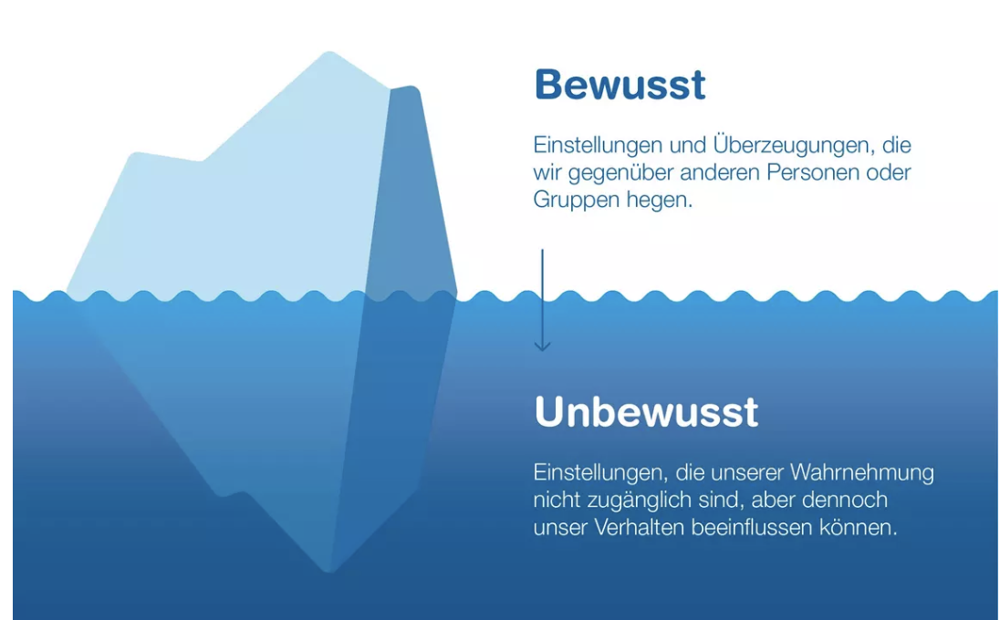 Bewusst
Einstellungen und Überzeugungen, die
wir gegenüber anderen Personen oder
Gruppen hegen.
Unbewusst
Einstellungen, die unserer Wahrnehmung
nicht zugänglich sind, aber dennoch
unser Verhalten beeinflussen können.